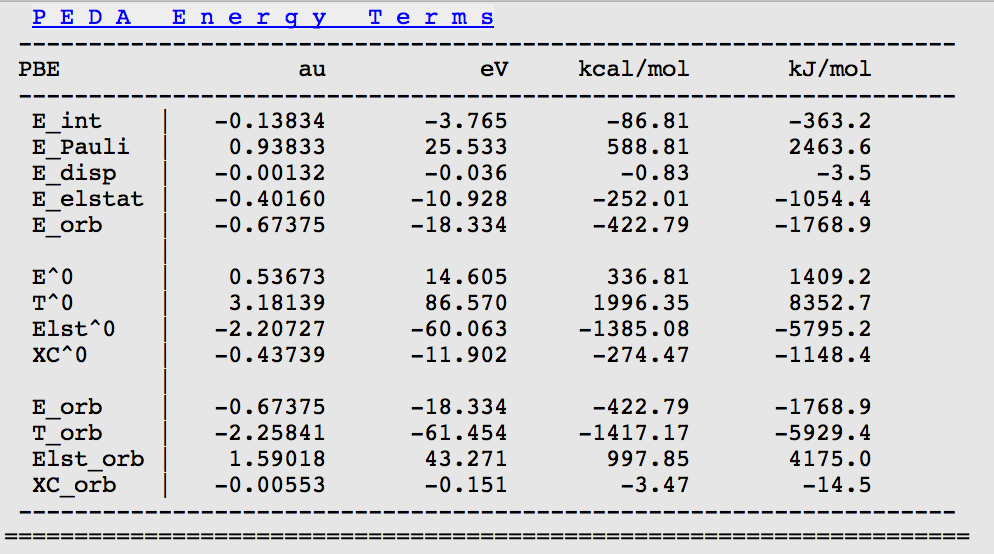 P E D A   E n e r g y   T e r m s
--------------------------------------------------------------------------------
PBE                     au             eV       kcal/mol         kJ/mol
--------------------------------------------------------------------------------
 E_int     |      -0.13834         -3.765         -86.81         -363.2
 E_Pauli   |       0.93833         25.533         588.81         2463.6
 E_disp    |      -0.00132         -0.036          -0.83           -3.5
 E_elstat  |      -0.40160        -10.928        -252.01        -1054.4
 E_orb     |      -0.67375        -18.334        -422.79        -1768.9
           |
 E^0       |       0.53673         14.605         336.81         1409.2
 T^0       |       3.18139         86.570        1996.35         8352.7
 Elst^0    |      -2.20727        -60.063       -1385.08        -5795.2
 XC^0      |      -0.43739        -11.902        -274.47        -1148.4
           |
 E_orb     |      -0.67375        -18.334        -422.79        -1768.9
 T_orb     |      -2.25841        -61.454       -1417.17        -5929.4
 Elst_orb  |       1.59018         43.271         997.85         4175.0
 XC_orb    |      -0.00553         -0.151          -3.47          -14.5
--------------------------------------------------------------------------------
================================================================================